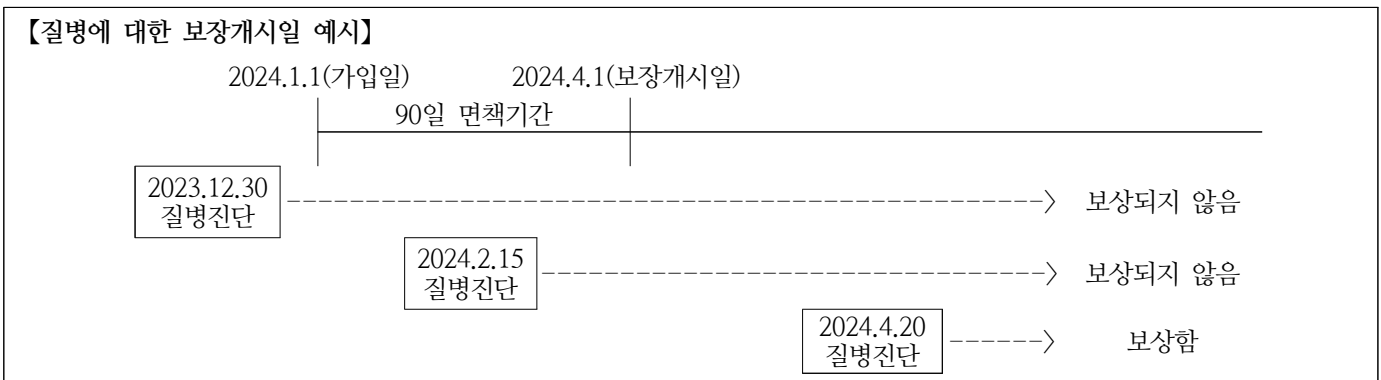 【질병에 대한 보장개시일 예시】
2024.1.1(가입일) 2024.4.1(보장개시일)
90일 면책기간
2023.12.30
질병진단
보상되지 않음
2024.2.15
질병진단
보상되지 않음
2024.4.20
질병진단
보상함